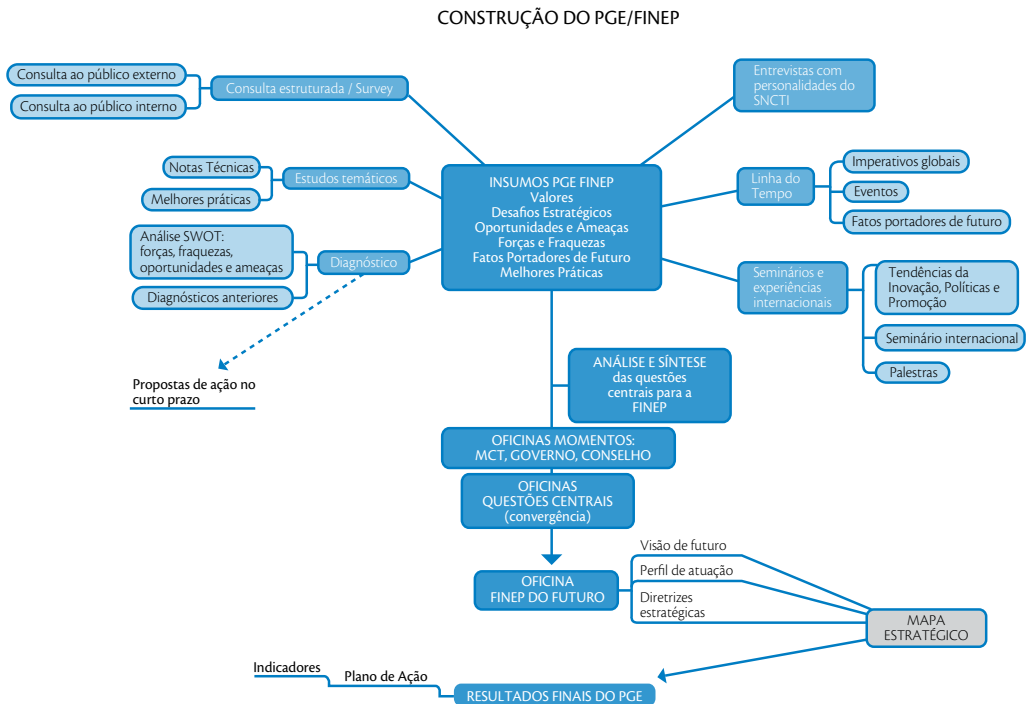 CONSTRUÇÃO DO PGE/FINEP
Consulta ao público externo
Consulta ao público interno
Consulta estruturada / Survey
Entrevistas com
personalidades do
SNCTI
Notas Técnicas
Melhores práticas
Estudos temáticos
INSUMOS PGE FINEP
Valores
Desafios Estratégicos
Oportunidades e Ameaças
Forças e Fraquezas
Fatos Portadores de Futuro
Melhores Práticas
Linha do
Tempo
Imperativos globais
Eventos
Fatos portadores de futuro
Análise SWOT:
forças, fraquezas,
oportunidades e ameaças
Diagnósticos anteriores
Diagnóstico
Seminários e
experiências
internacionais
Tendências da
Inovação, Políticas e
Promoção
Seminário internacional
Palestras
Propostas de ação no
curto prazo
ANÁLISE E SÍNTESE
das questões
centrais para a
FINEP
OFICINAS MOMENTOS:
MCT, GOVERNO, CONSELHO
OFICINAS
QUESTÕES CENTRAIS
(convergência)
OFICINA
FINEP DO FUTURO
Visão de futuro
Perfil de atuação
Diretrizes
estratégicas
MAPA
ESTRATÉGICO
Indicadores
Plano de Ação
RESULTADOS FINAIS DO PGE